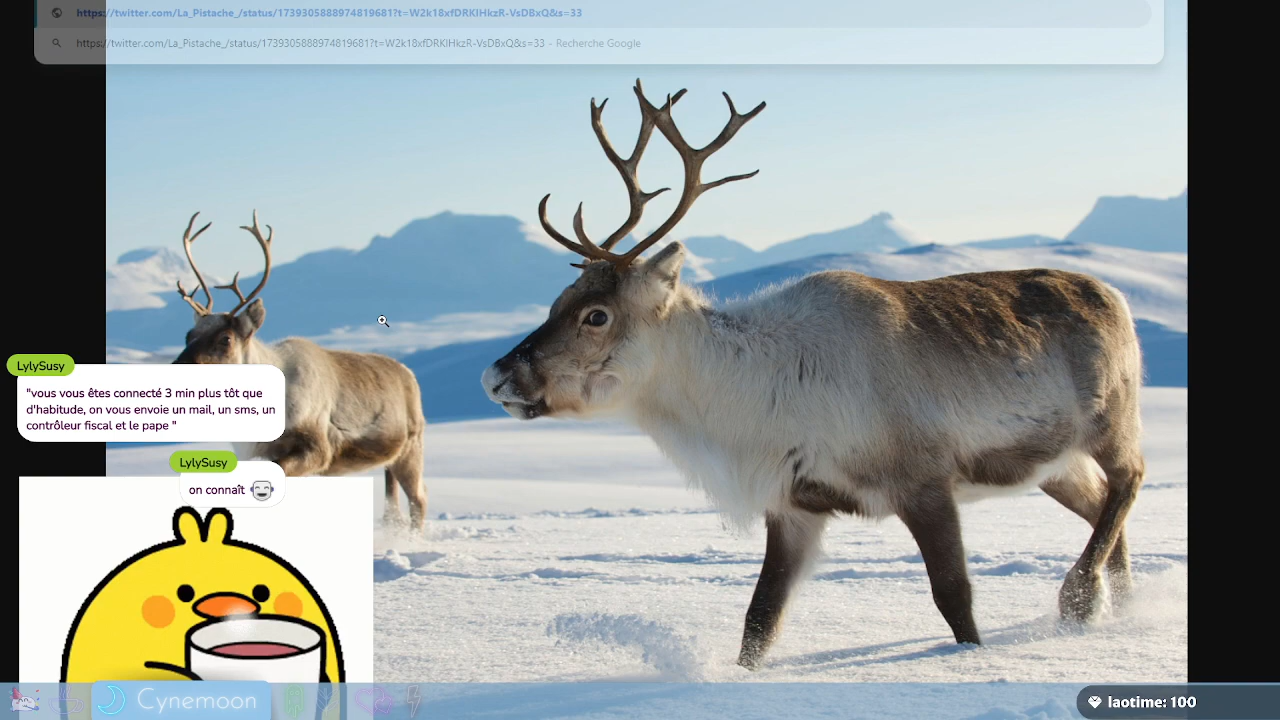 https://twitter.com/La_Pistache_/status/1739305888974819681?t=W2k18xfDRKIHkzR-VsDBxQ&s=33
https://twitter.com/La_Pistache_/status/1739305888974819681?t=W2k18xfDRKIHkzR-VsDBxQ&s=33 - Recherche Google
LylySusy
"vous vous êtes connecté 3 min plus tôt que
d'habitude, on vous envoie un mail, un sms, un
contrôleur fiscal et le pape "
LylySusy
on connaît
Cynemoon
laotime: 100